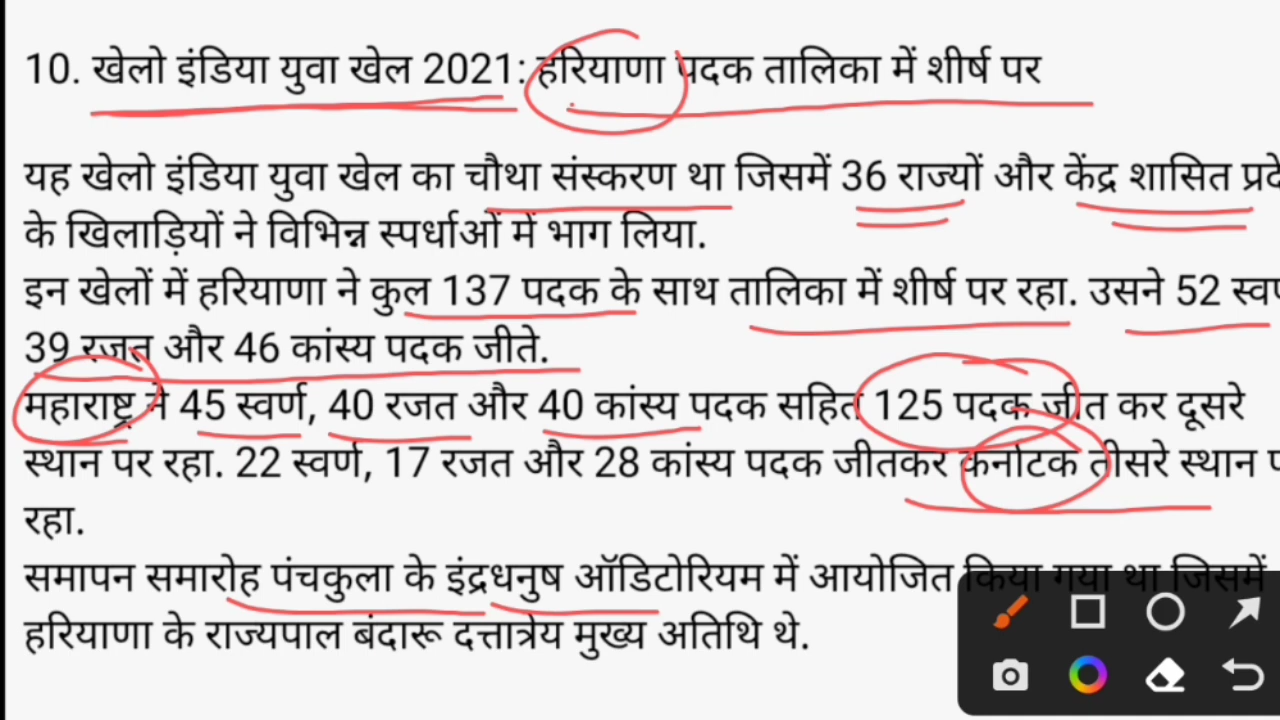 10. खेलो इंडिया युवा खेल 2021: हरियाणा पदक तालिका में शीर्ष पर
यह खेलो इंडिया युवा खेल का चौथा संस्करण था जिसमें 36 राज्यों और केंद्र शासित प्रदे
के खिलाड़ियों ने विभिन्न स्पर्धाओं में भाग लिया.
इन खेलों में हरियाणा ने कुल 137 पदक के साथ तालिका में शीर्ष पर रहा. उसने 52 स्व
39 रजत और 46 कांस्य पदक जीते.
महाराष्ट्र ने 45 स्वर्ण, 40 रजत और 40 कांस्य पदक सहित 125 पदक जीत कर दूसरे
स्थान पर रहा. 22 स्वर्ण, 17 रजत और 28 कांस्य पदक जीतकर कर्नाटक तीसरे स्थान प
रहा.
समापन समारोह पंचकुला के इंद्रधनुष ऑडिटोरियम में आयोजित किया गया था जिसमें
हरियाणा के राज्यपाल बंदारू दत्तात्रेय मुख्य अतिथि थे.